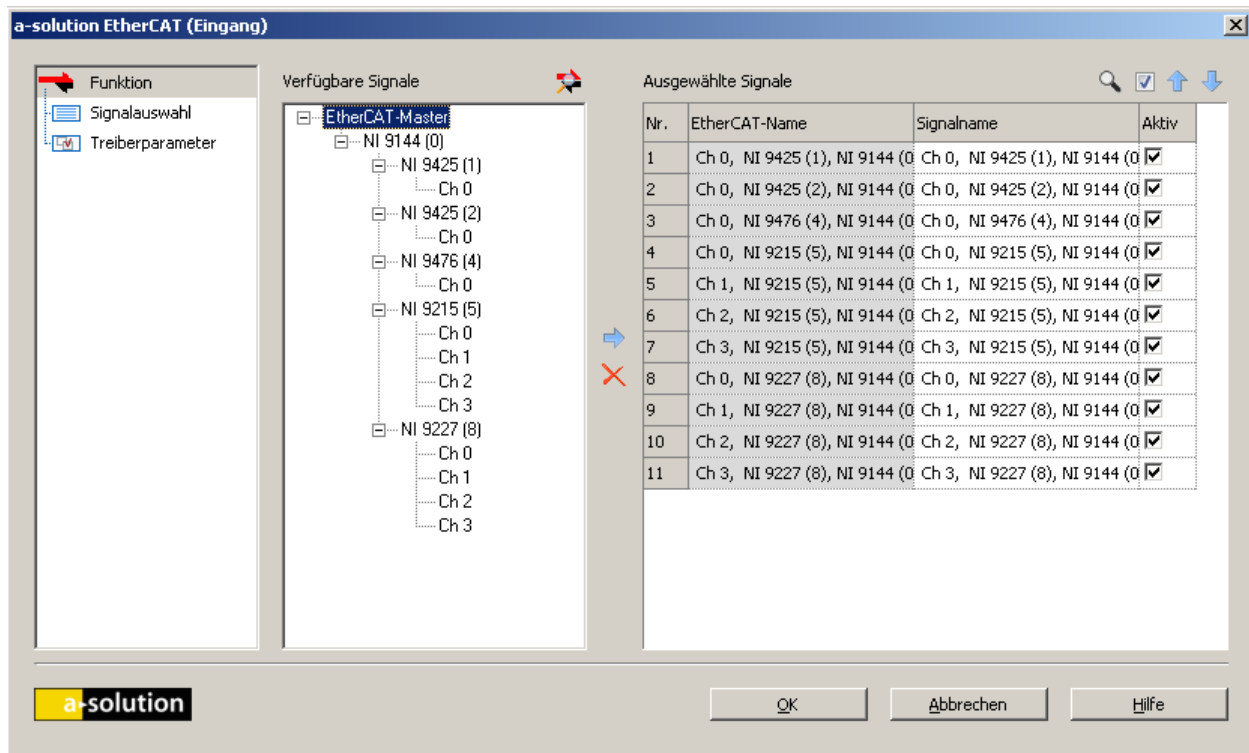 a-solution EtherCAT (Eingang)
Funktion
Signalauswahl
Treiberparameter
Verfügbare Signale
EtherCAT-Master
NI 9144 (0)
NI 9425 (1)
Ch 0
NI 9425 (2)
Ch 0
NI 9476 (4)
Ch 0
NI 9215 (5)
Ch 0
Ch 1
Ch 2
Ch 3
NI 9227 (8)
Ch 0
Ch 1
Ch 2
Ch 3
Ausgewählte Signale
Nr. EtherCAT-Name Signalname Aktiv
1 Ch 0, NI 9425 (1), NI 9144 (0 Ch 0, NI 9425 (1), NI 9144 (0
2 Ch 0, NI 9425 (2), NI 9144 (0 Ch 0, NI 9425 (2), NI 9144 (0
3 Ch 0, NI 9476 (4), NI 9144 (0 Ch 0, NI 9476 (4), NI 9144 (0
4 Ch 0, NI 9215 (5), NI 9144 (0 Ch 0, NI 9215 (5), NI 9144 (0
5 Ch 1, NI 9215 (5), NI 9144 (0 Ch 1, NI 9215 (5), NI 9144 (0
6 Ch 2, NI 9215 (5), NI 9144 (0 Ch 2, NI 9215 (5), NI 9144 (0
7 Ch 3, NI 9215 (5), NI 9144 (0 Ch 3, NI 9215 (5), NI 9144 (0
8 Ch 0, NI 9227 (8), NI 9144 (0 Ch 0, NI 9227 (8), NI 9144 (0
9 Ch 1, NI 9227 (8), NI 9144 (0 Ch 1, NI 9227 (8), NI 9144 (0
10 Ch 2, NI 9227 (8), NI 9144 (0 Ch 2, NI 9227 (8), NI 9144 (0
11 Ch 3, NI 9227 (8), NI 9144 (0 Ch 3, NI 9227 (8), NI 9144 (0
a-solution
OK Abbrechen Hilfe